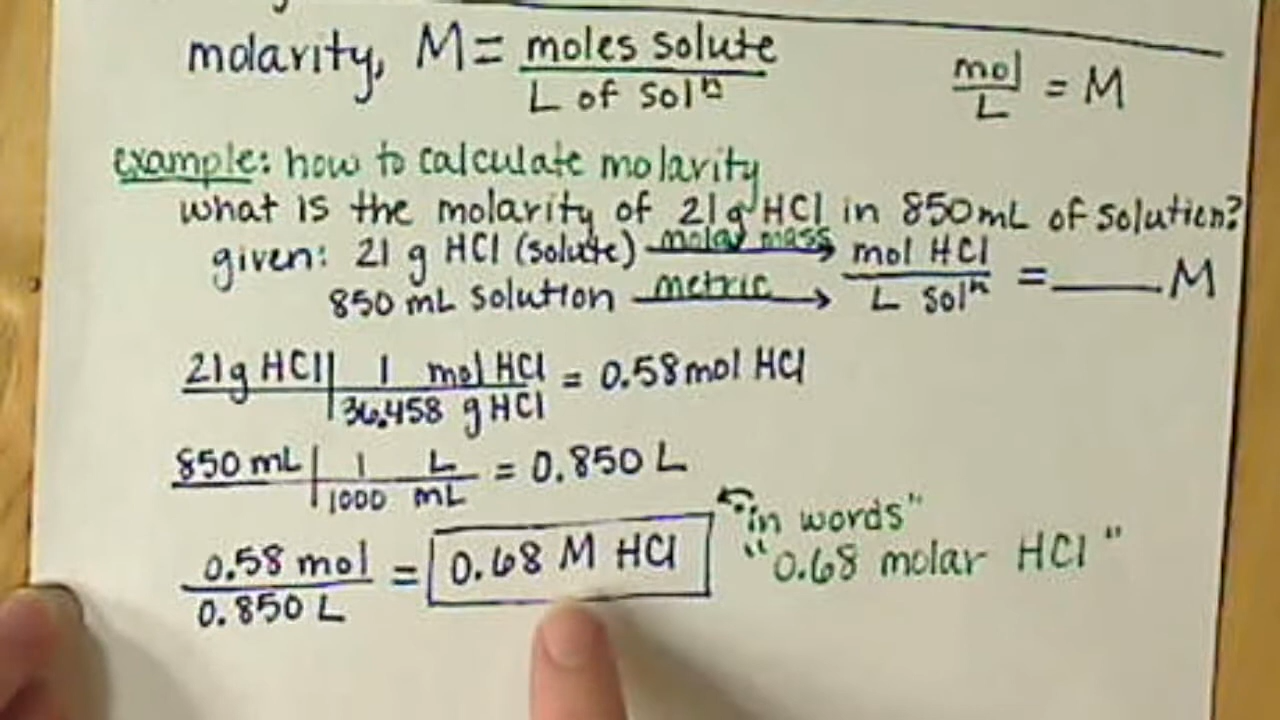 molarity, M = moles solute / L of solⁿ
mol / L = M
example: how to calculate molarity
what is the molarity of 21g HCl in 850mL of solution?
given: 21 g HCl (solute) molar mass → mol HCl
850 mL solution metric → L solⁿ = ____ M
21g HCl | 1 mol HCl = 0.58mol HCl
36.458 g HCl
850 mL | 1 L = 0.850 L
1000 mL
"in words"
0.58 mol = 0.68 M HCl
"0.68 molar HCl"
0.850 L